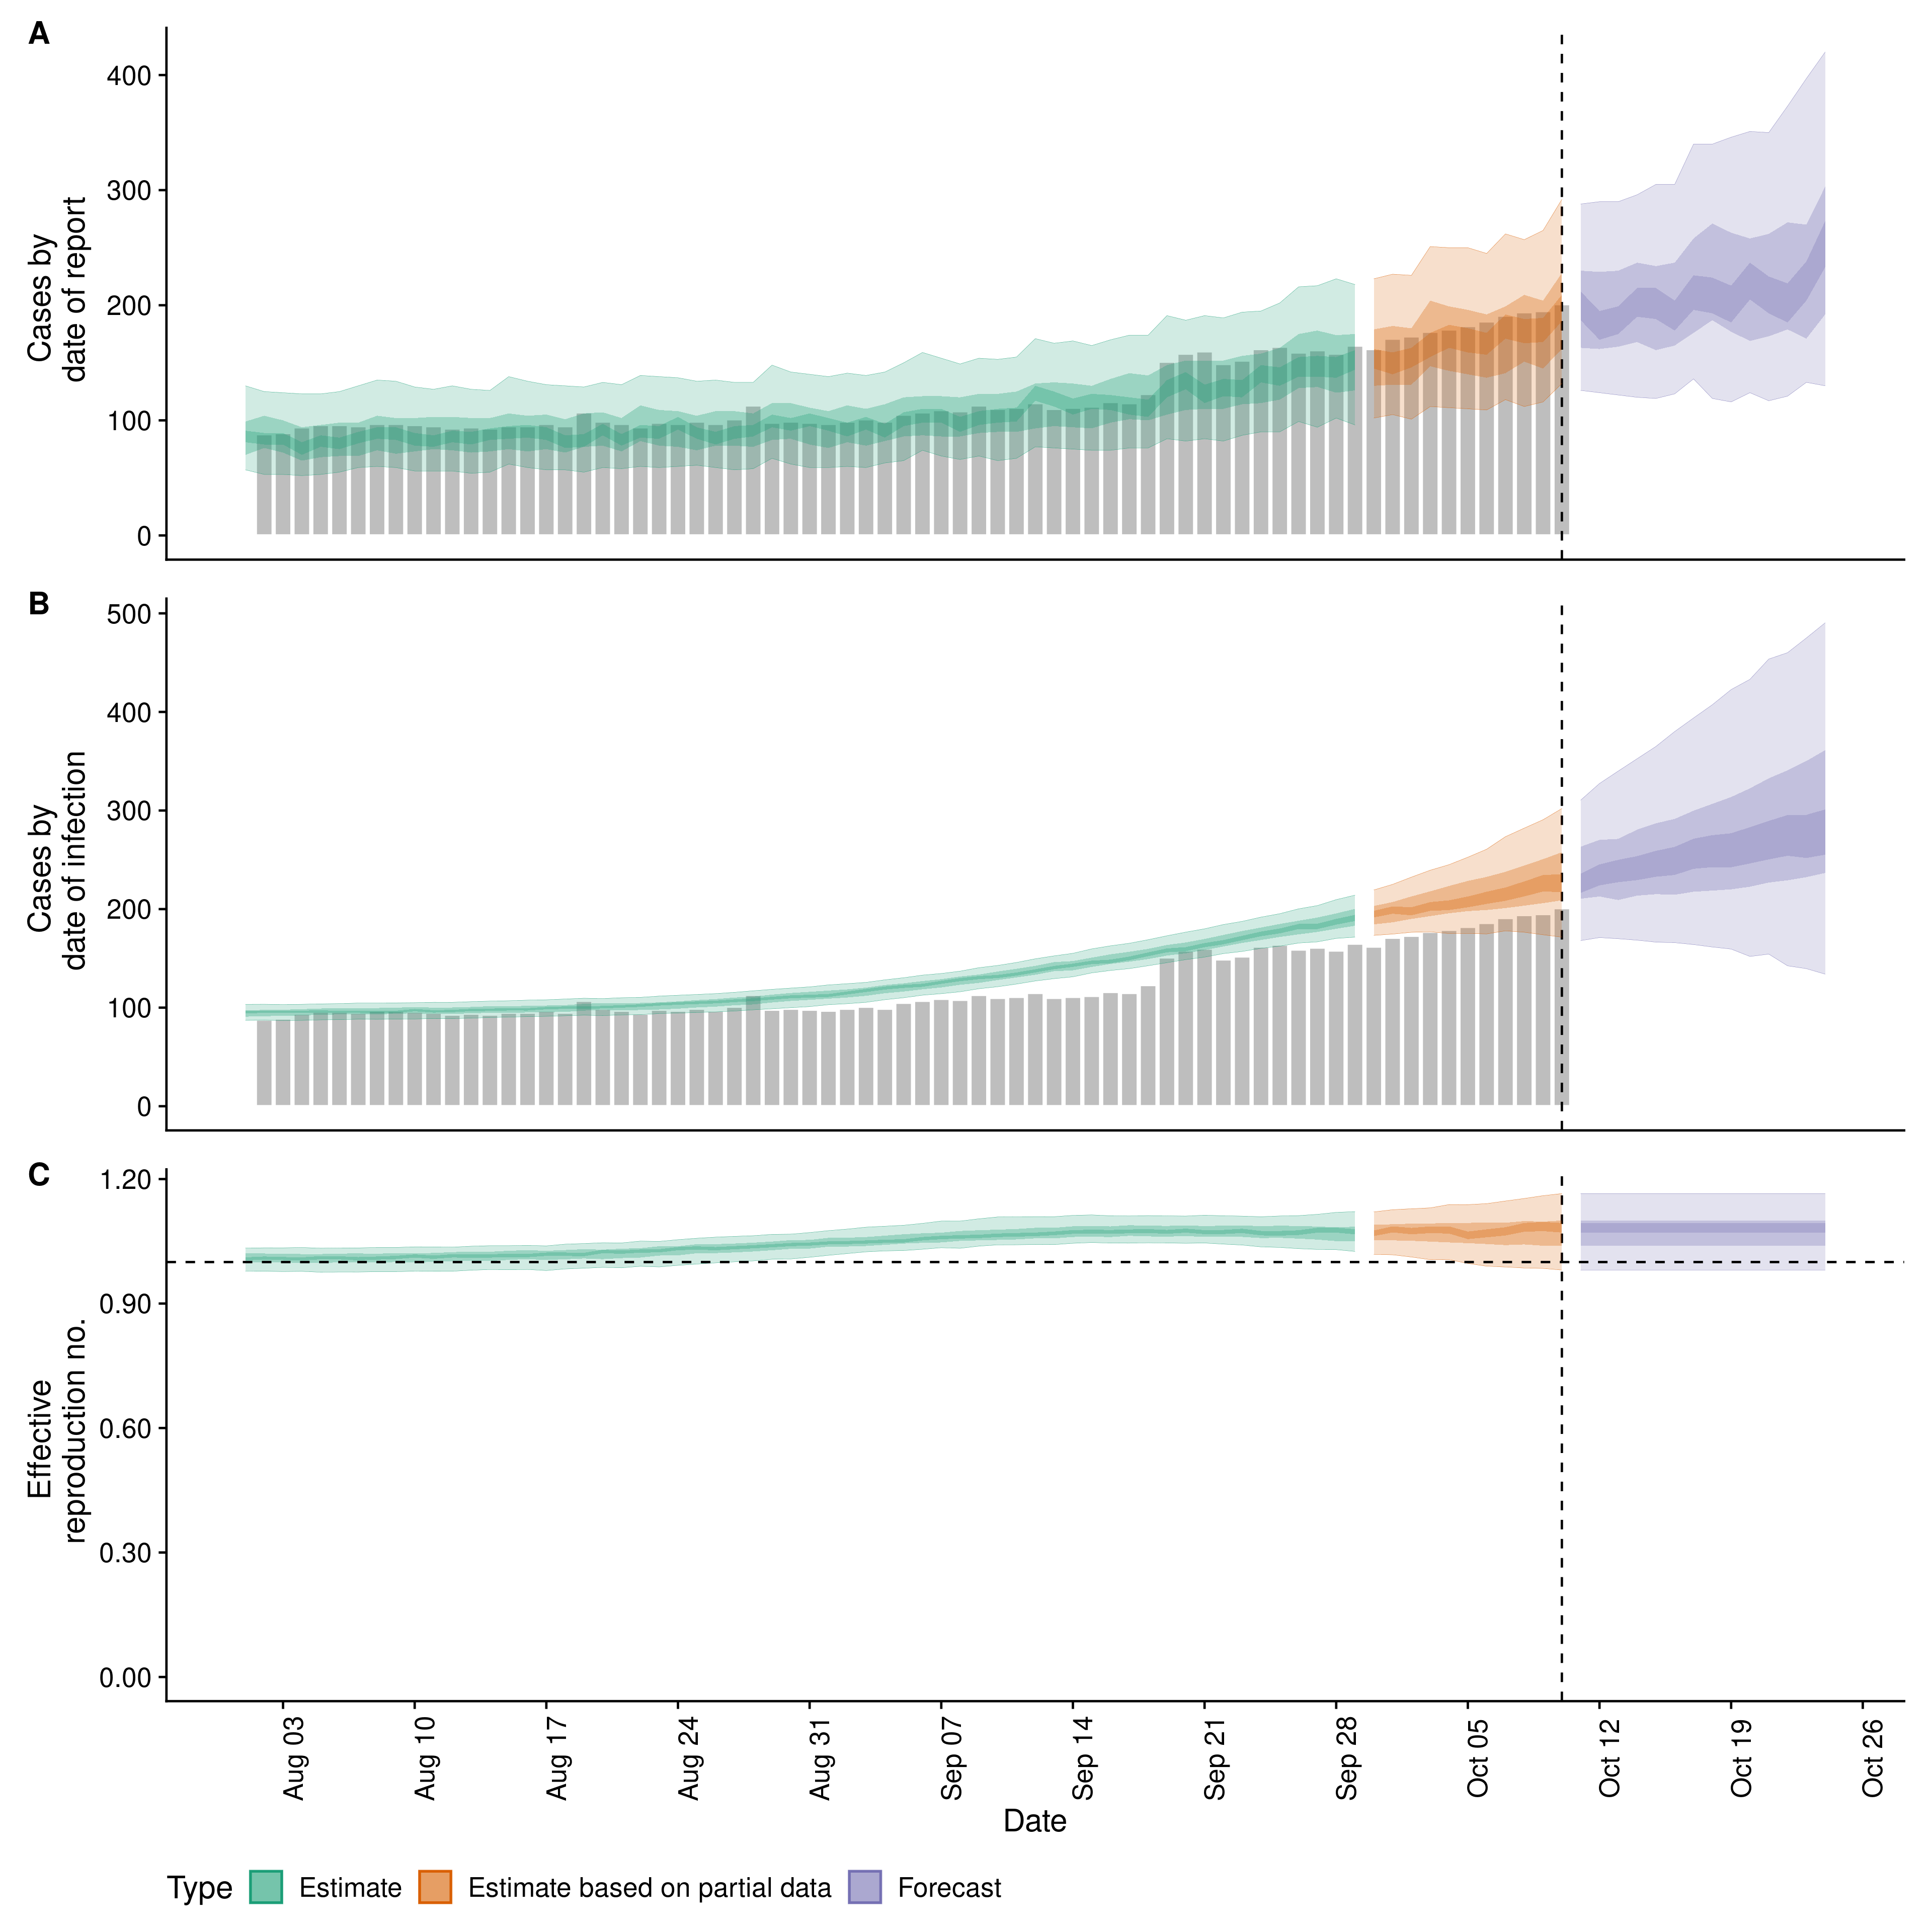 A
Cases by
date of report
400
300
200
100
0
B
Cases by
date of infection
500
400
300
200
100
0
C
Effective
reproduction no.
1.20
0.90
0.60
0.30
0.00
Aug 03
Aug 10
Aug 17
Aug 24
Aug 31
Sep 07
Sep 14
Sep 21
Sep 28
Oct 05
Oct 12
Oct 19
Oct 26
Date
Type Estimate Estimate based on partial data Forecast